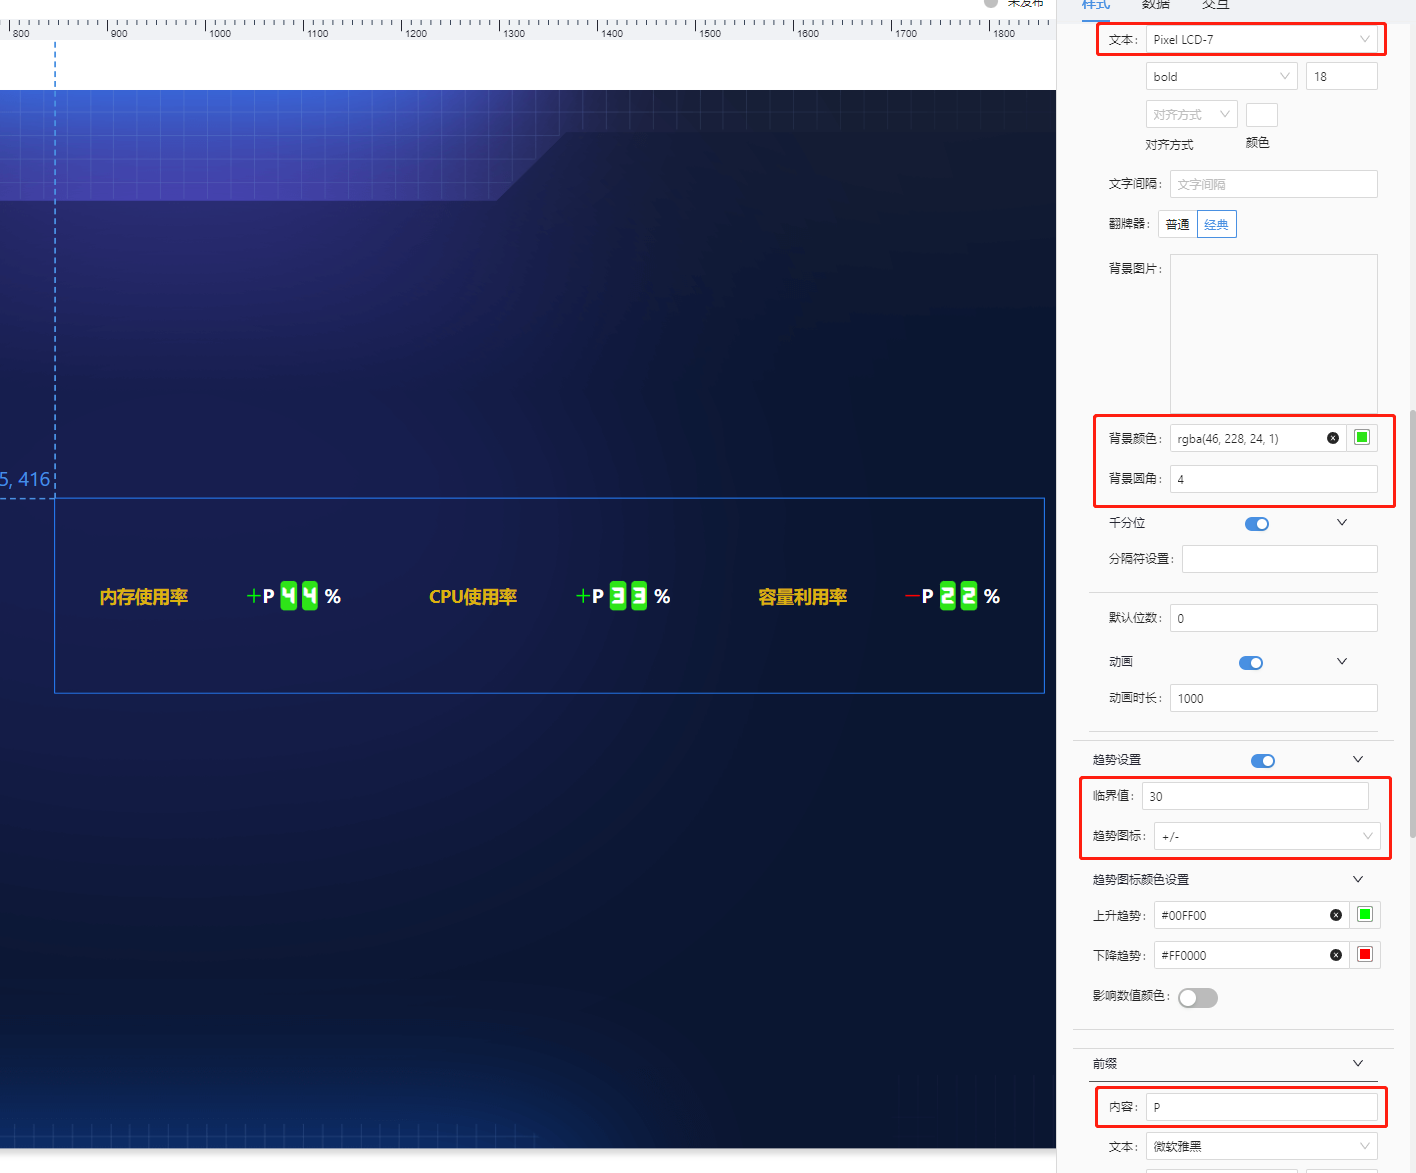 未发布
800 900 1000 1100 1200 1300 1400 1500 1600 1700 1800
5, 416
内存使用率 +P 44 %
CPU使用率 +P 33 %
容量利用率 −P 22 %
样式 数据 交互
文本: Pixel LCD-7
bold 18
对齐方式
对齐方式 颜色
文字间隔: 文字间隔
翻牌器: 普通 经典
背景图片:
背景颜色: rgba(46, 228, 24, 1)
背景圆角: 4
千分位
分隔符设置:
默认位数: 0
动画
动画时长: 1000
趋势设置
临界值: 30
趋势图标: +/-
趋势图标颜色设置
上升趋势: #00FF00
下降趋势: #FF0000
影响数值颜色:
前缀
内容: P
文本: 微软雅黑